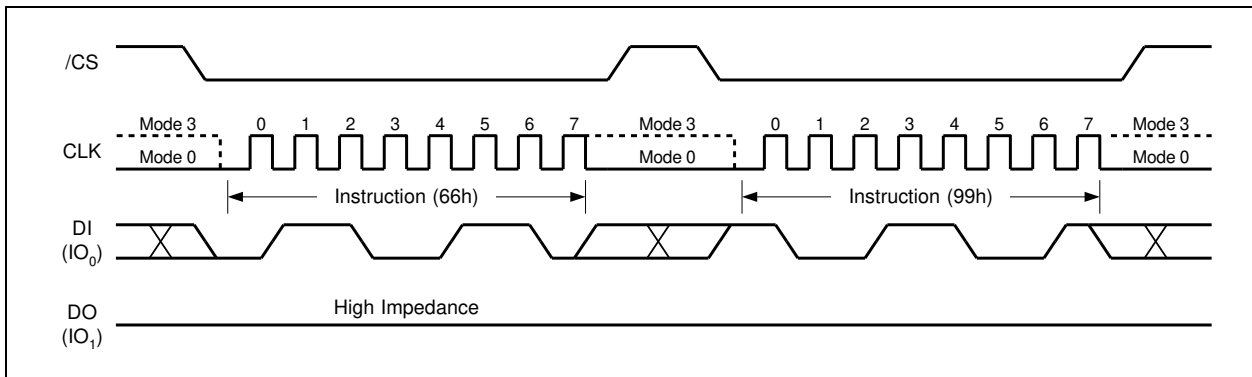 /CS
Mode 3 0 1 2 3 4 5 6 7 Mode 3 0 1 2 3 4 5 6 7 Mode 3
CLK
Mode 0 Mode 0 Mode 0
Instruction (66h) Instruction (99h)
DI
(IO₀)
High Impedance
DO
(IO₁)